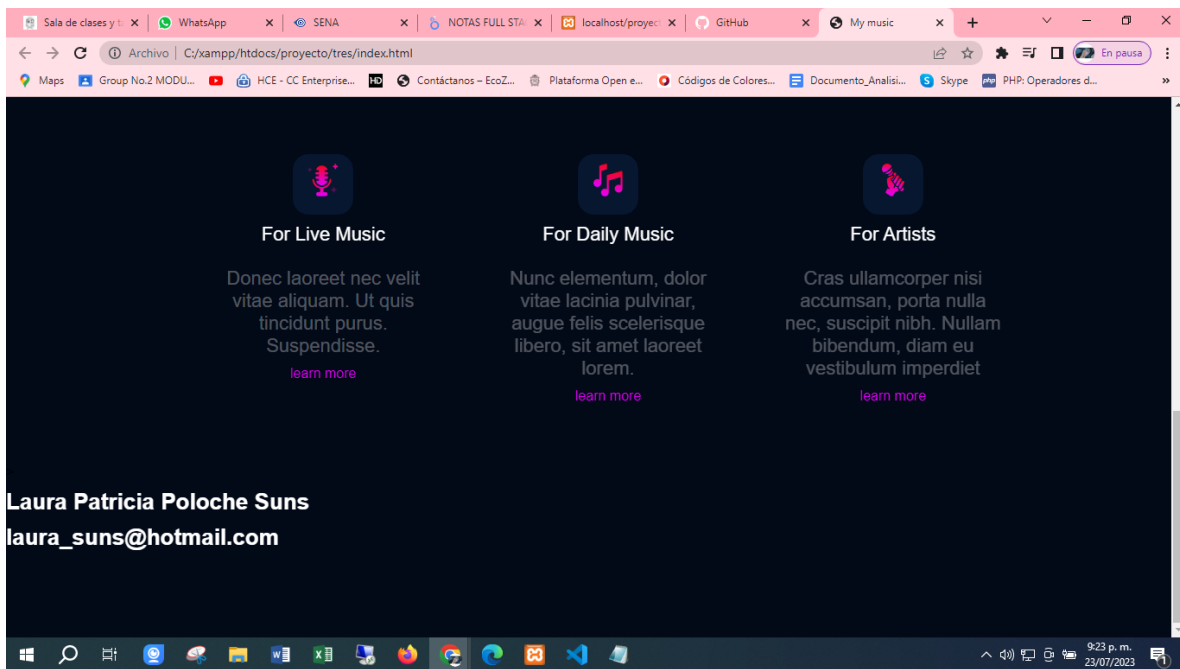 Sala de clases y t
WhatsApp
SENA
NOTAS FULL STA
localhost/proyec
GitHub
My music
Archivo
C:/xampp/htdocs/proyecto/tres/index.html
En pausa
Maps
Group No.2 MODU...
HCE - CC Enterprise...
HD
Contáctanos – EcoZ...
Plataforma Open e...
Códigos de Colores...
Documento_Analisi...
Skype
php
PHP: Operadores d...
»
For Live Music
Donec laoreet nec velit
vitae aliquam. Ut quis
tincidunt purus.
Suspendisse.
learn more
For Daily Music
Nunc elementum, dolor
vitae lacinia pulvinar,
augue felis scelerisque
libero, sit amet laoreet
lorem.
learn more
For Artists
Cras ullamcorper nisi
accumsan, porta nulla
nec, suscipit nibh. Nullam
bibendum, diam eu
vestibulum imperdiet
learn more
Laura Patricia Poloche Suns
laura_suns@hotmail.com
9:23 p. m.
23/07/2023
1